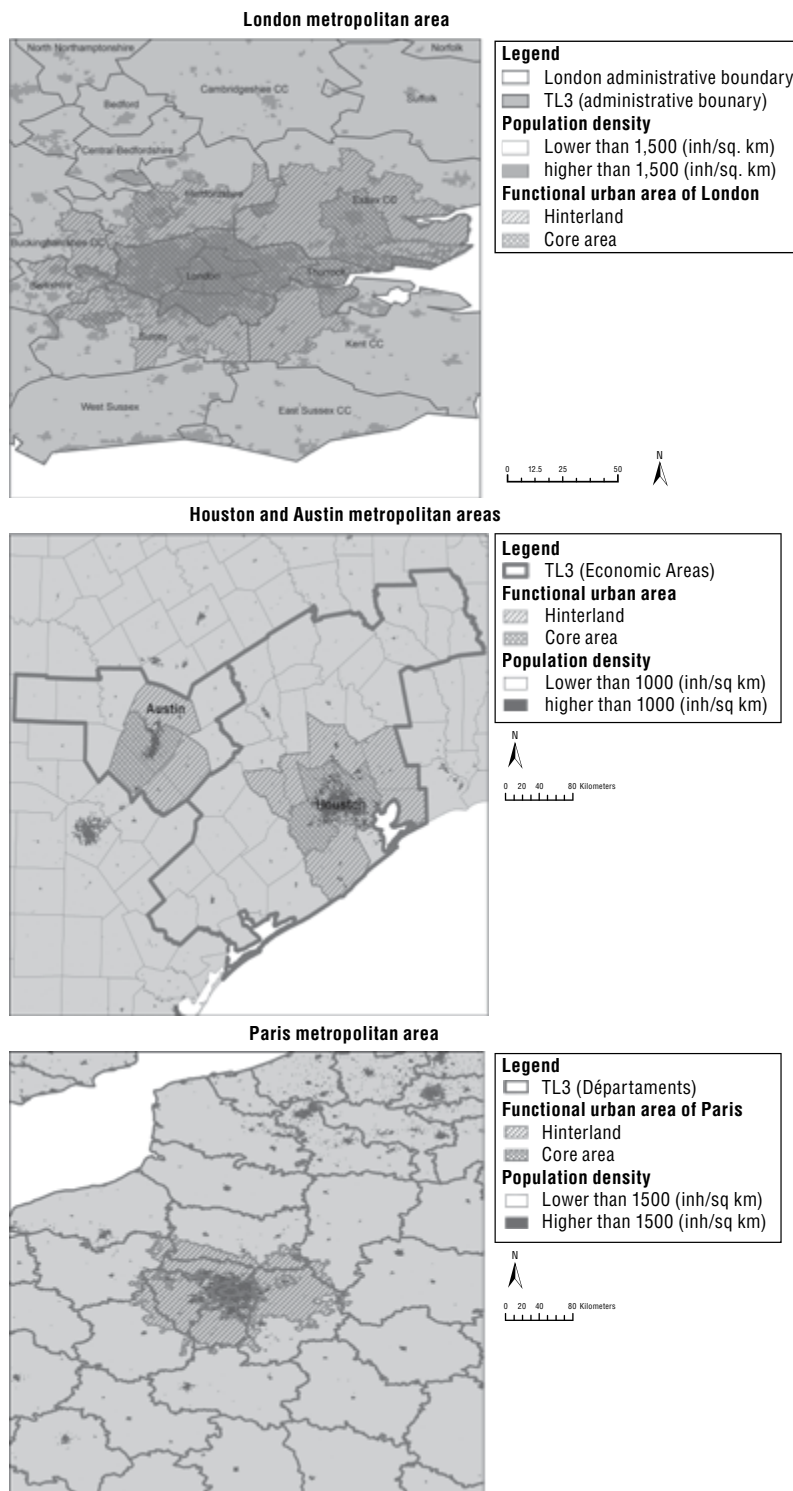 London metropolitan area
North Northamptonshire
Norfolk
Cambridgeshire CC
Suffolk
Bedford
Central Bedfordshire
Hertfordshire
Essex CC
Buckinghamshire CC
London
Thurrock
Berkshire
Surrey
Kent CC
West Sussex
East Sussex CC
Legend
London administrative boundary
TL3 (administrative bounary)
Population density
Lower than 1,500 (inh/sq. km)
higher than 1,500 (inh/sq. km)
Functional urban area of London
Hinterland
Core area
0 12.5 25 50
N
Houston and Austin metropolitan areas
Austin
Houston
Legend
TL3 (Economic Areas)
Functional urban area
Hinterland
Core area
Population density
Lower than 1000 (inh/sq km)
higher than 1000 (inh/sq km)
N
0 20 40 80 Kilometers
Paris metropolitan area
Legend
TL3 (Départaments)
Functional urban area of Paris
Hinterland
Core area
Population density
Lower than 1500 (inh/sq km)
Higher than 1500 (inh/sq km)
N
0 20 40 80 Kilometers